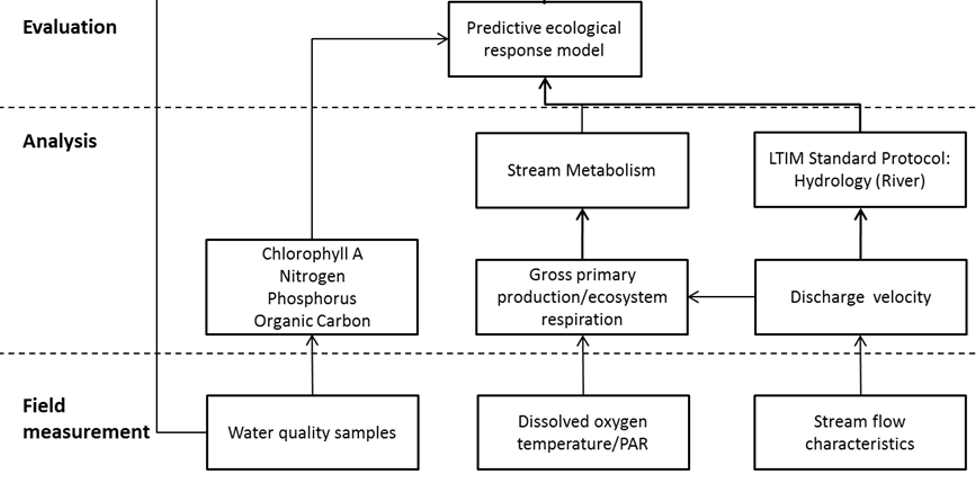 Evaluation
Predictive ecological
response model
Analysis
Stream Metabolism
LTIM Standard Protocol:
Hydrology (River)
Chlorophyll A
Nitrogen
Phosphorus
Organic Carbon
Gross primary
production/ecosystem
respiration
Discharge velocity
Field
measurement
Water quality samples
Dissolved oxygen
temperature/PAR
Stream flow
characteristics